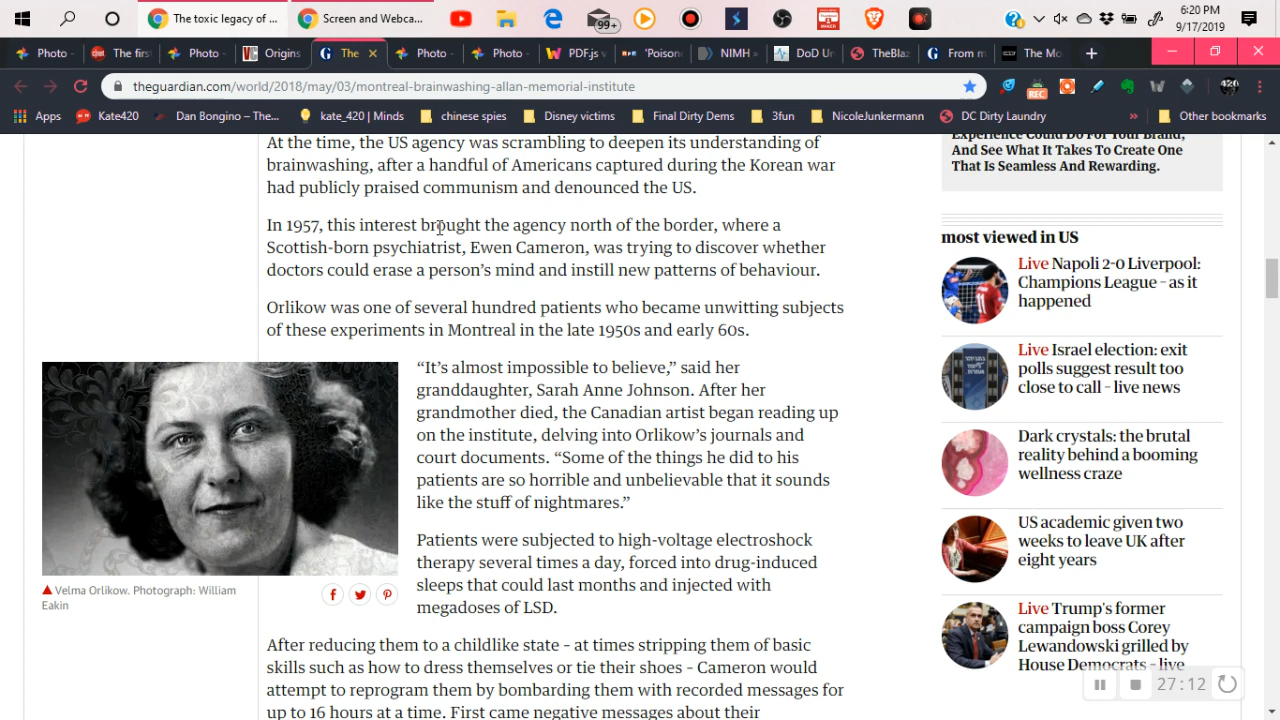 The toxic legacy of ...
Screen and Webca...
99+
6:20 PM
9/17/2019
Photo -
The firs
Photo -
Origins
The
Photo -
Photo -
PDF.js v
'Poison
NIMH
DoD Un
TheBlaz
From m
The Mo
theguardian.com/world/2018/may/03/montreal-brainwashing-allan-memorial-institute
REC
420
Apps
Kate420
Dan Bongino – The...
kate_420 | Minds
chinese spies
Disney victims
Final Dirty Dems
3fun
NicoleJunkermann
DC Dirty Laundry
»
Other bookmarks
At the time, the US agency was scrambling to deepen its understanding of
brainwashing, after a handful of Americans captured during the Korean war
had publicly praised communism and denounced the US.
In 1957, this interest brought the agency north of the border, where a
Scottish-born psychiatrist, Ewen Cameron, was trying to discover whether
doctors could erase a person's mind and instill new patterns of behaviour.
Orlikow was one of several hundred patients who became unwitting subjects
of these experiments in Montreal in the late 1950s and early 60s.
“It's almost impossible to believe,” said her
granddaughter, Sarah Anne Johnson. After her
grandmother died, the Canadian artist began reading up
on the institute, delving into Orlikow's journals and
court documents. “Some of the things he did to his
patients are so horrible and unbelievable that it sounds
like the stuff of nightmares.”
Velma Orlikow. Photograph: William
Eakin
Patients were subjected to high-voltage electroshock
therapy several times a day, forced into drug-induced
sleeps that could last months and injected with
megadoses of LSD.
After reducing them to a childlike state – at times stripping them of basic
skills such as how to dress themselves or tie their shoes – Cameron would
attempt to reprogram them by bombarding them with recorded messages for
up to 16 hours at a time. First came negative messages about their
Experience Could Do For Your Brand,
And See What It Takes To Create One
That Is Seamless And Rewarding.
most viewed in US
Live Napoli 2-0 Liverpool:
Champions League – as it
happened
Live Israel election: exit
polls suggest result too
close to call – live news
Dark crystals: the brutal
reality behind a booming
wellness craze
US academic given two
weeks to leave UK after
eight years
Live Trump's former
campaign boss Corey
Lewandowski grilled by
House Democrats – live
27:12